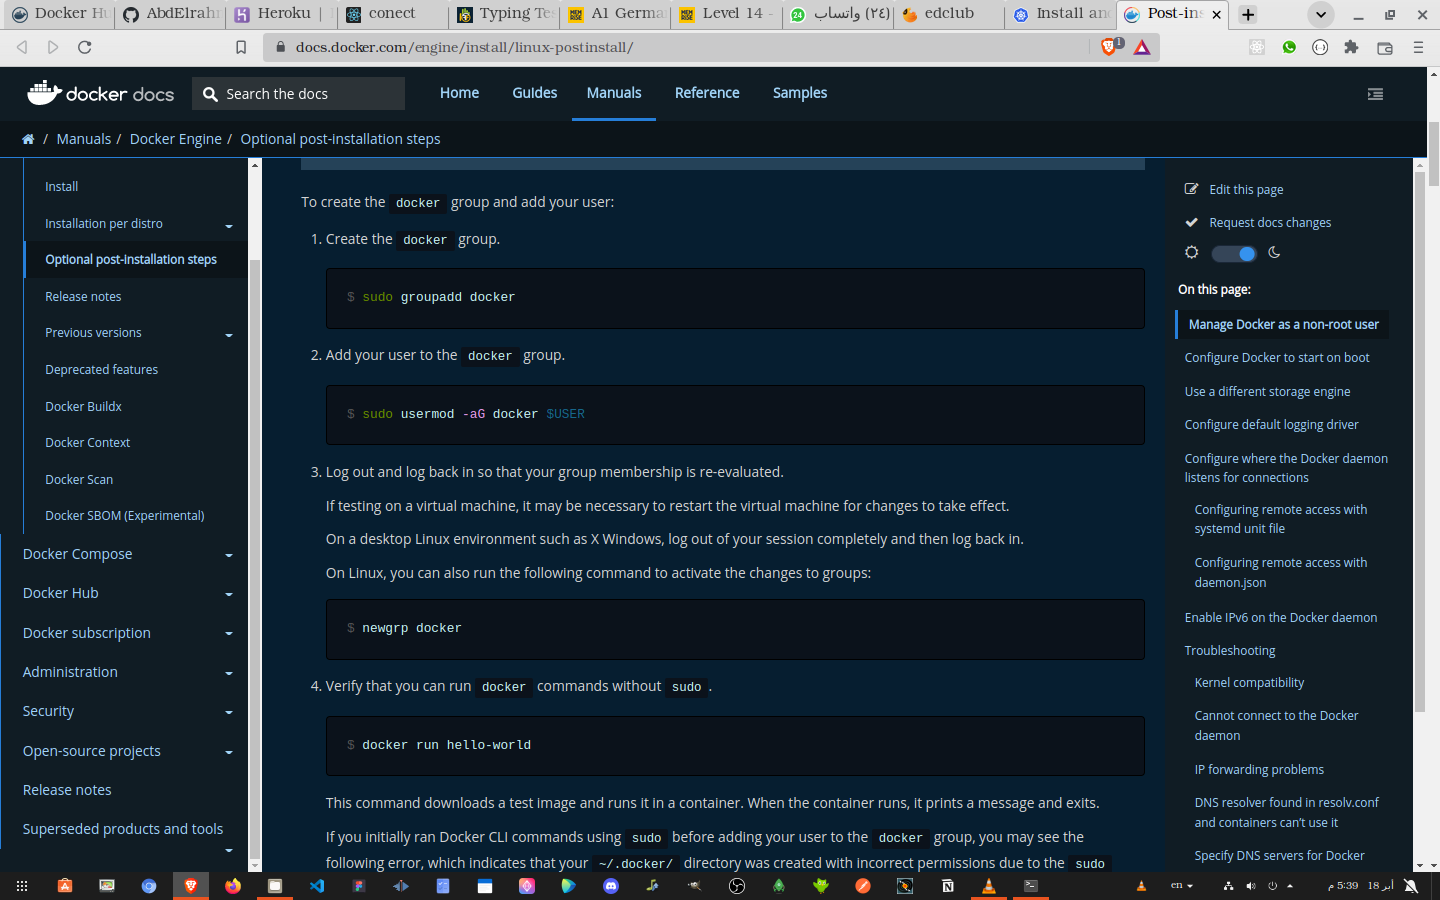 Docker Hu
AbdElrahm
Heroku |
conect
Typing Tes
A1 Germa
Level 14 -
(٢٤) واتساب
edclub
Install and
Post-ins
docs.docker.com/engine/install/linux-postinstall/
1
docker docs
Search the docs
Home
Guides
Manuals
Reference
Samples
/ Manuals / Docker Engine / Optional post-installation steps
Install
Installation per distro
Optional post-installation steps
Release notes
Previous versions
Deprecated features
Docker Buildx
Docker Context
Docker Scan
Docker SBOM (Experimental)
Docker Compose
Docker Hub
Docker subscription
Administration
Security
Open-source projects
Release notes
Superseded products and tools
To create the docker group and add your user:
1. Create the docker group.
$ sudo groupadd docker
2. Add your user to the docker group.
$ sudo usermod -aG docker $USER
3. Log out and log back in so that your group membership is re-evaluated.
If testing on a virtual machine, it may be necessary to restart the virtual machine for changes to take effect.
On a desktop Linux environment such as X Windows, log out of your session completely and then log back in.
On Linux, you can also run the following command to activate the changes to groups:
$ newgrp docker
4. Verify that you can run docker commands without sudo .
$ docker run hello-world
This command downloads a test image and runs it in a container. When the container runs, it prints a message and exits.
If you initially ran Docker CLI commands using sudo before adding your user to the docker group, you may see the
following error, which indicates that your ~/.docker/ directory was created with incorrect permissions due to the sudo
Edit this page
Request docs changes
On this page:
Manage Docker as a non-root user
Configure Docker to start on boot
Use a different storage engine
Configure default logging driver
Configure where the Docker daemon
listens for connections
Configuring remote access with
systemd unit file
Configuring remote access with
daemon.json
Enable IPv6 on the Docker daemon
Troubleshooting
Kernel compatibility
Cannot connect to the Docker
daemon
IP forwarding problems
DNS resolver found in resolv.conf
and containers can't use it
Specify DNS servers for Docker
en
أبر 18 5:39 م